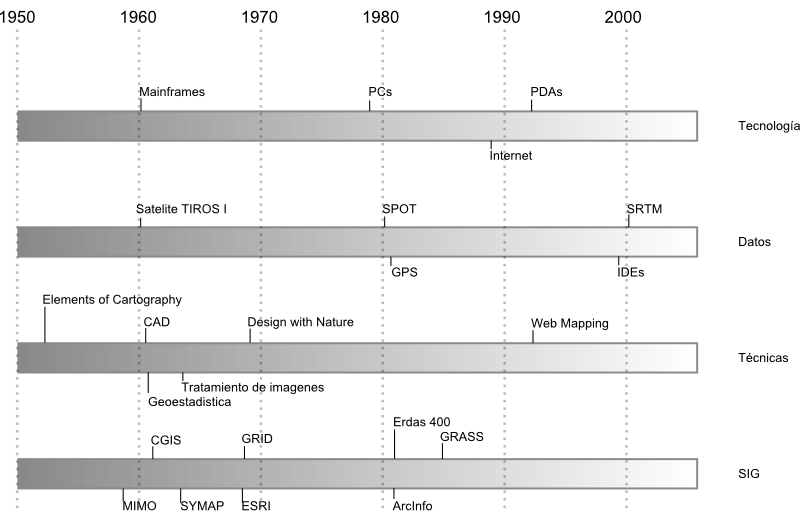 1950 1960 1970 1980 1990 2000
Mainframes PCs PDAs
Tecnología
Internet
Satelite TIROS I SPOT SRTM
Datos
GPS IDEs
Elements of Cartography
CAD Design with Nature Web Mapping
Técnicas
Tratamiento de imagenes
Geoestadistica
Erdas 400
CGIS GRID GRASS
SIG
MIMO SYMAP ESRI ArcInfo